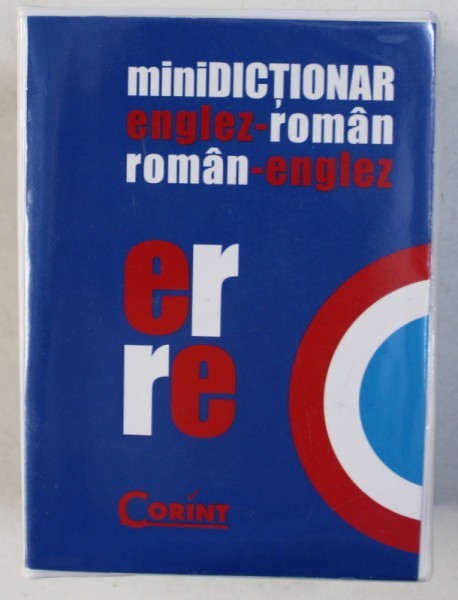 miniDICȚIONAR
englez-român
român-englez
er
re
CORINT